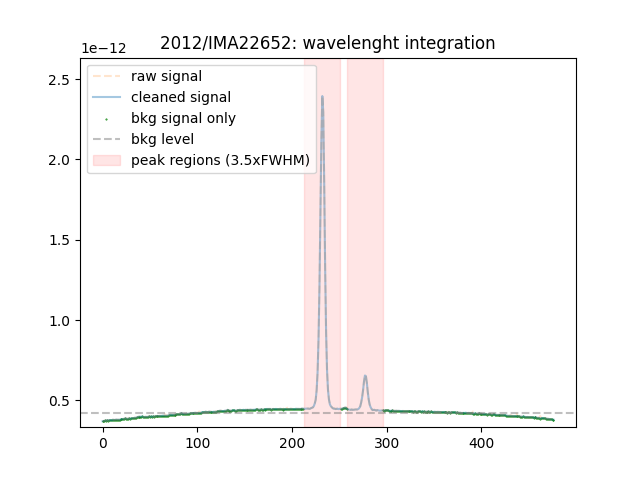 2012/IMA22652: wavelenght integration
1e−12
raw signal
cleaned signal
bkg signal only
bkg level
peak regions (3.5xFWHM)
2.5
2.0
1.5
1.0
0.5
0 100 200 300 400